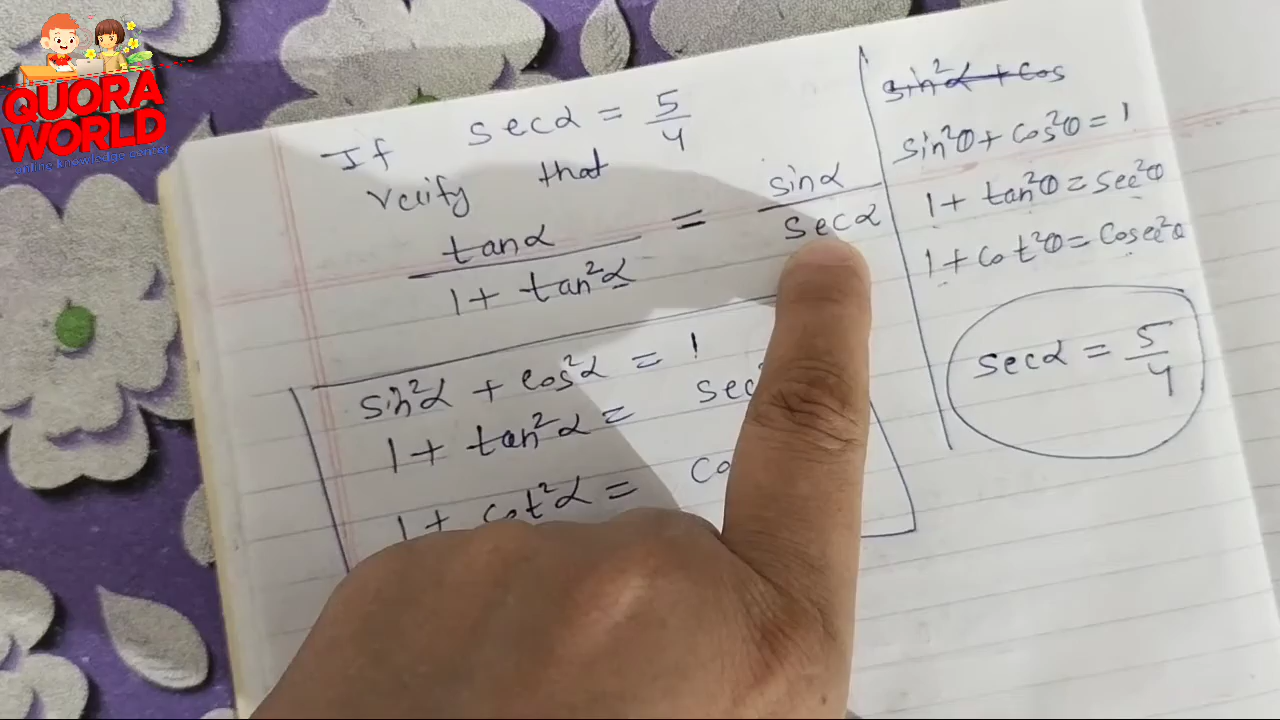 QUORA
WORLD
If secα = 5/4
verify that
tanα / 1 + tan²α = sinα / secα
sin²α + cos²α = 1
1 + tan²α = sec
1 + cot²α = co
sin²α + cos
sin²θ + cos²θ = 1
1 + tan²θ = sec²θ
1 + cot²θ = cosec²θ
secα = 5/4